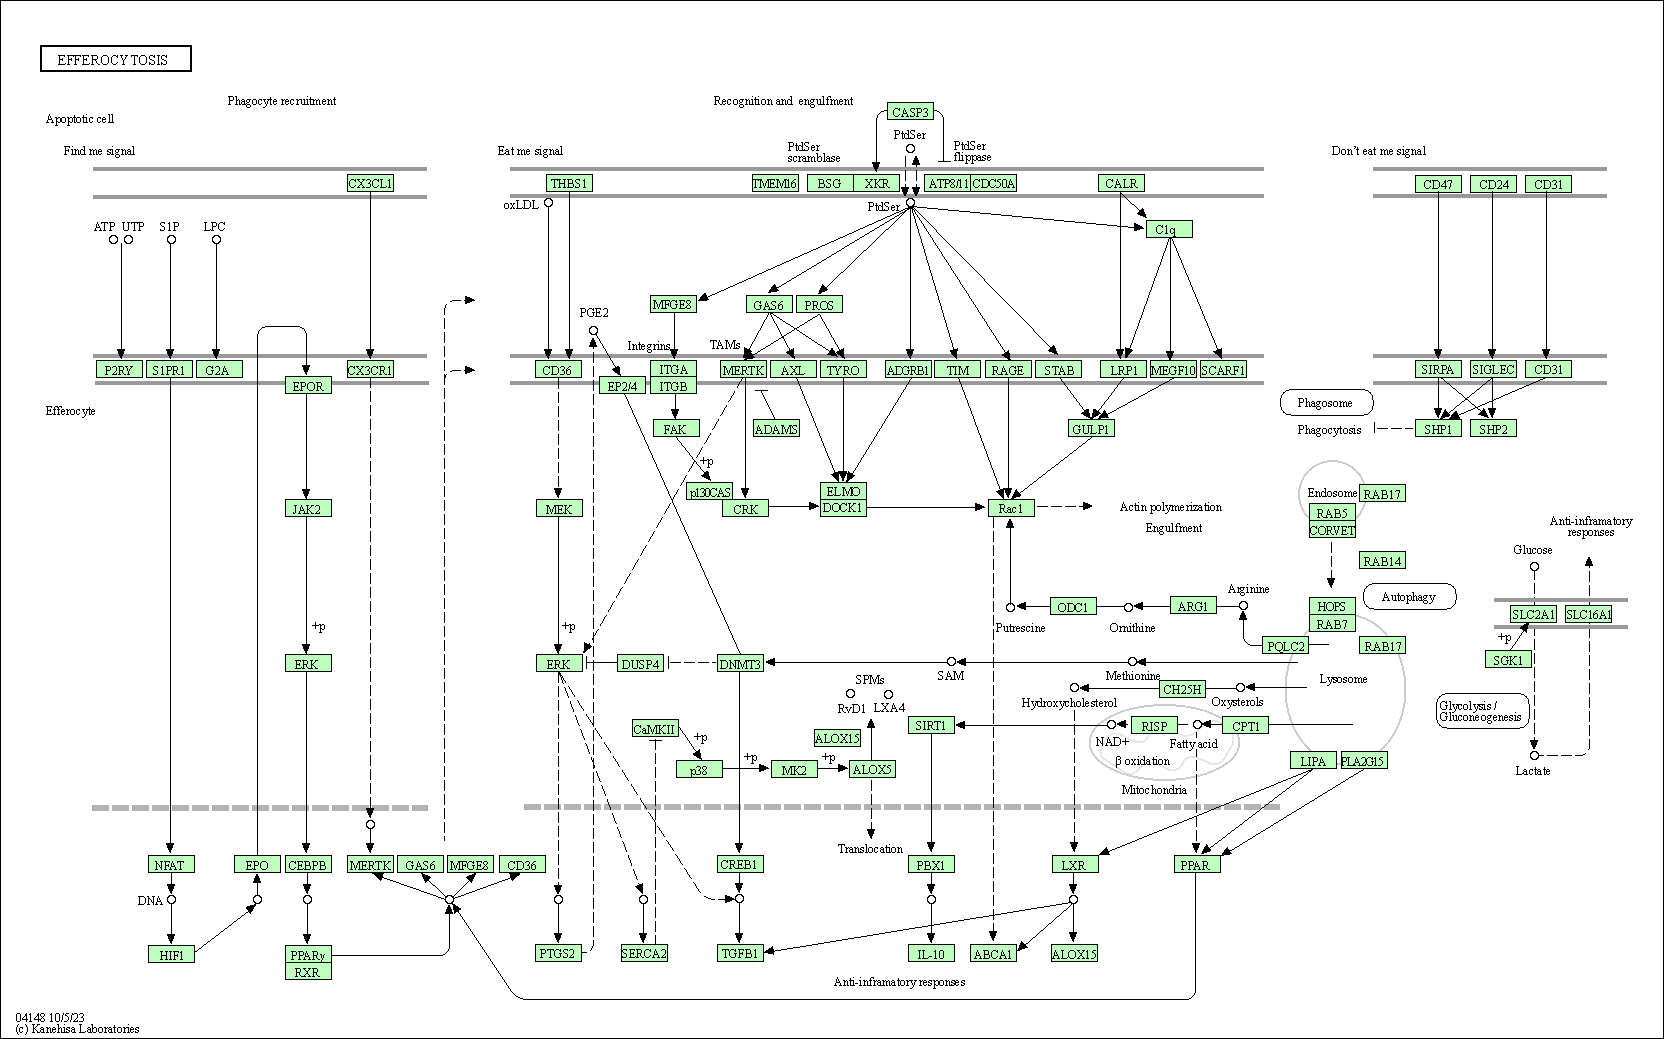 EFFEROCYTOSIS
Phagocyte recruitment
Recognition and engulfment
CASP3
Apoptotic cell
PtdSer
PtdSer
scramblase
PtdSer
flippase
Find me signal
Eat me signal
Don't eat me signal
CX3CL1
THBS1
TMEM16
BSG
XKR
ATP8/11
CDC50A
CALR
CD47
CD24
CD31
oxLDL
PtdSer
ATP
UTP
S1P
LPC
C1q
MFGE8
GAS6
PROS
PGE2
Integrins
TAMs
P2RY
S1PR1
G2A
CX3CR1
CD36
ITGA
MERTK
AXL
TYRO
ADGRB1
TIM
RAGE
STAB
LRP1
MEGF10
SCARF1
SIRPA
SIGLEC
CD31
EPOR
EP2/4
ITGB
Efferocyte
Phagosome
FAK
ADAMS
GULP1
Phagocytosis
SHP1
SHP2
+p
p130CAS
ELMO
Endosome
RAB17
JAK2
MEK
CRK
DOCK1
Rac1
Actin polymerization
RAB5
Engulfment
CORVET
Anti-inframatory
responses
Glucose
RAB14
Arginine
Autophagy
ODC1
ARG1
HOPS
SLC2A1
SLC16A1
+p
+p
Putrescine
Ornithine
RAB7
+p
PQLC2
RAB17
ERK
ERK
DUSP4
DNMT3
SAM
Methionine
SGK1
SPMs
Lysosome
RvD1
LXA4
Hydroxycholesterol
CH25H
Oxysterols
Glycolysis /
Gluconeogenesis
CaMKII
+p
ALOX15
SIRT1
NAD+
RISP
Fatty acid
CPT1
+p
+p
p38
MK2
ALOX5
β oxidation
LIPA
PLA2G15
Lactate
Mitochondria
Translocation
NFAT
EPO
CEBPB
MERTK
GAS6
MFGE8
CD36
CREB1
PBX1
LXR
PPAR
DNA
HIF1
PPARγ
RXR
PTGS2
SERCA2
TGFB1
IL-10
ABCA1
ALOX15
Anti-inframatory responses
04148 10/5/23
(c) Kanehisa Laboratories